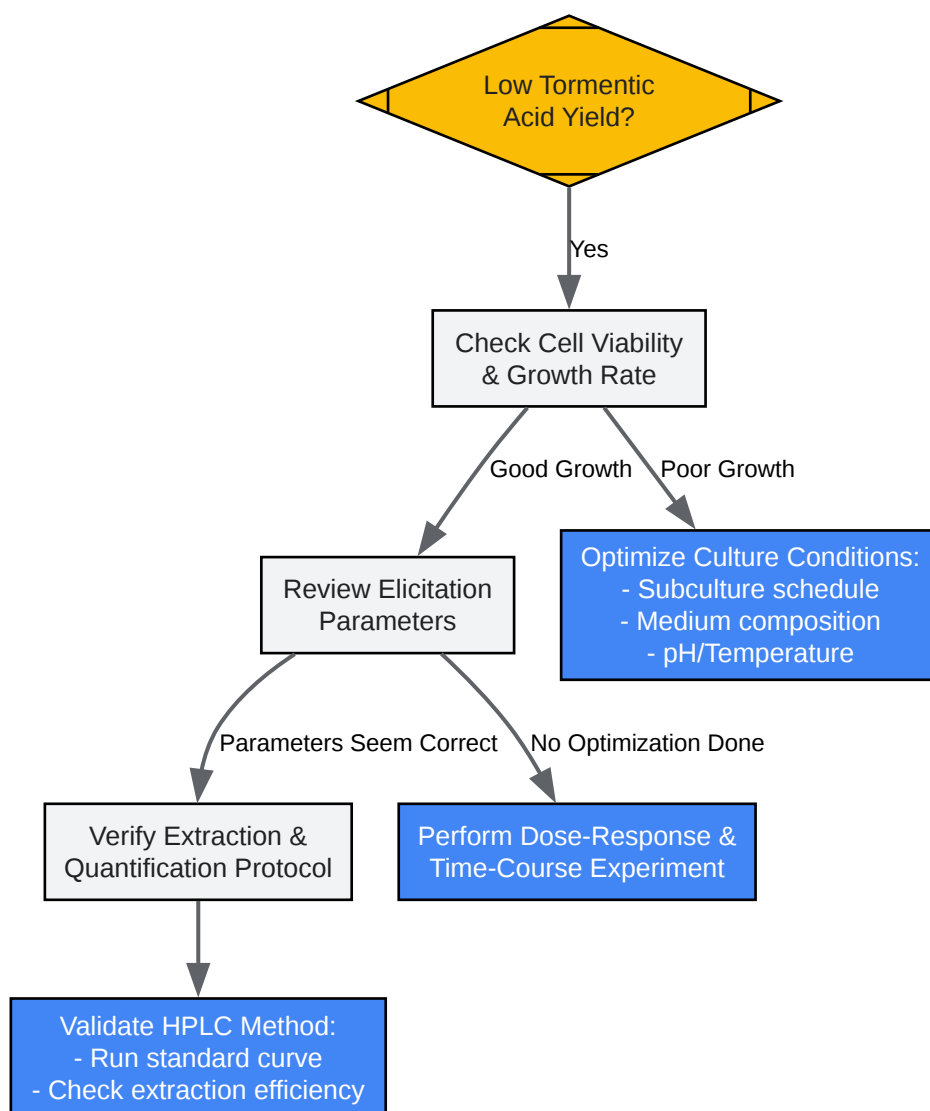 Low Tormentic
Acid Yield?
Yes
Check Cell Viability
& Growth Rate
Good Growth
Poor Growth
Review Elicitation
Parameters
Optimize Culture Conditions:
- Subculture schedule
- Medium composition
- pH/Temperature
Parameters Seem Correct
No Optimization Done
Verify Extraction &
Quantification Protocol
Perform Dose-Response &
Time-Course Experiment
Validate HPLC Method:
- Run standard curve
- Check extraction efficiency